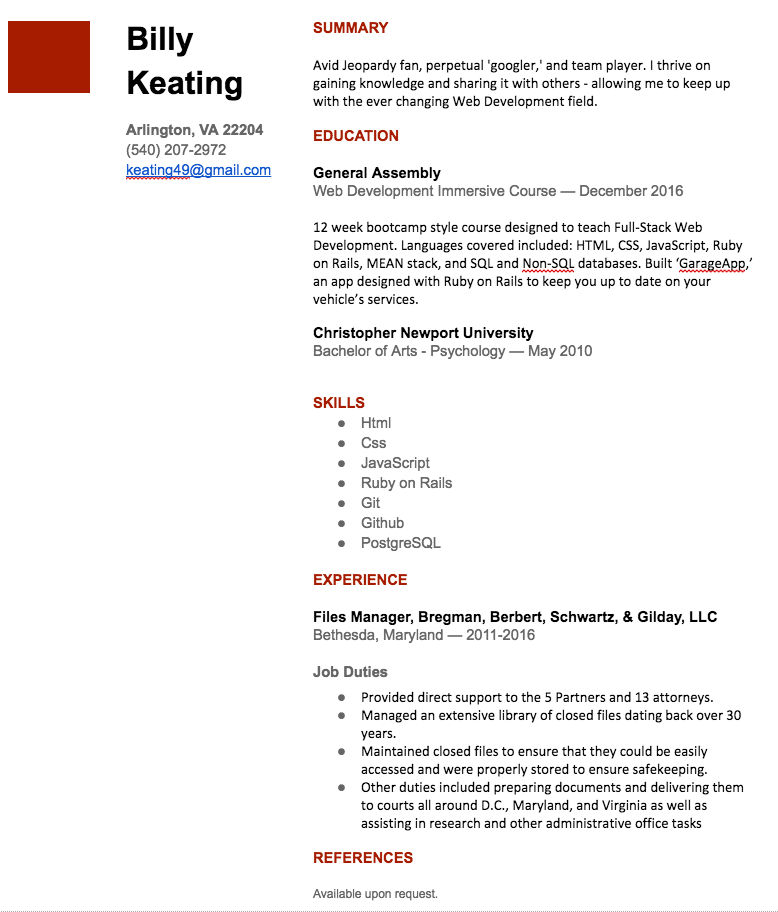 Billy
Keating
Arlington, VA 22204
(540) 207-2972
keating49@gmail.com
SUMMARY
Avid Jeopardy fan, perpetual 'googler,' and team player. I thrive on
gaining knowledge and sharing it with others - allowing me to keep up
with the ever changing Web Development field.
EDUCATION
General Assembly
Web Development Immersive Course — December 2016
12 week bootcamp style course designed to teach Full-Stack Web
Development. Languages covered included: HTML, CSS, JavaScript, Ruby
on Rails, MEAN stack, and SQL and Non-SQL databases. Built ‘GarageApp,’
an app designed with Ruby on Rails to keep you up to date on your
vehicle’s services.
Christopher Newport University
Bachelor of Arts - Psychology — May 2010
SKILLS
● Html
● Css
● JavaScript
● Ruby on Rails
● Git
● Github
● PostgreSQL
EXPERIENCE
Files Manager, Bregman, Berbert, Schwartz, & Gilday, LLC
Bethesda, Maryland — 2011-2016
Job Duties
● Provided direct support to the 5 Partners and 13 attorneys.
● Managed an extensive library of closed files dating back over 30
years.
● Maintained closed files to ensure that they could be easily
accessed and were properly stored to ensure safekeeping.
● Other duties included preparing documents and delivering them
to courts all around D.C., Maryland, and Virginia as well as
assisting in research and other administrative office tasks
REFERENCES
Available upon request.